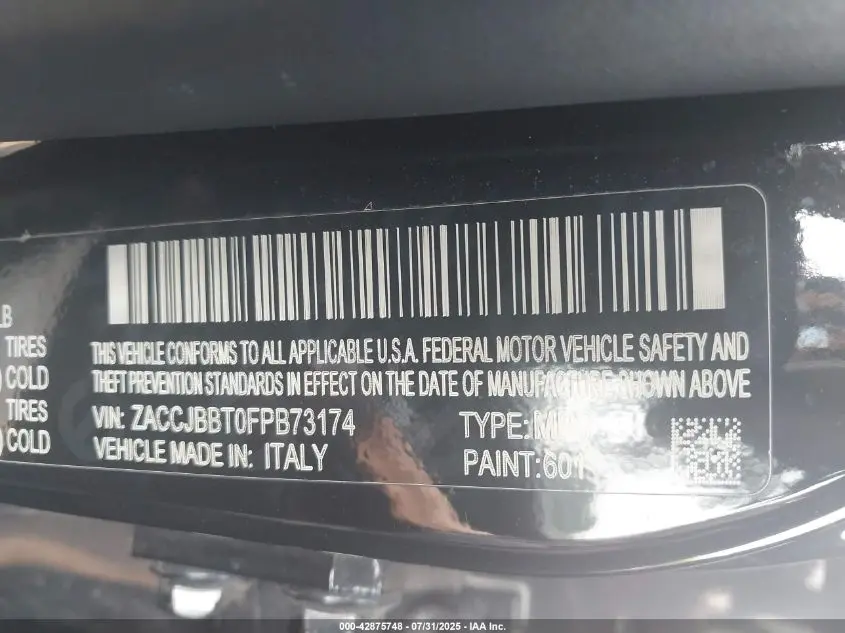 LB
TIRES
COLD
TIRES
COLD
THIS VEHICLE CONFORMS TO ALL APPLICABLE U.S.A. FEDERAL MOTOR VEHICLE SAFETY AND
THEFT PREVENTION STANDARDS IN EFFECT ON THE DATE OF MANUFACTURE SHOWN ABOVE
VIN: ZACCJBBT0FPB73174 TYPE:
VEHICLE MADE IN: ITALY PAINT:601
000-42875748 - 07/31/2025 - IAA Inc.